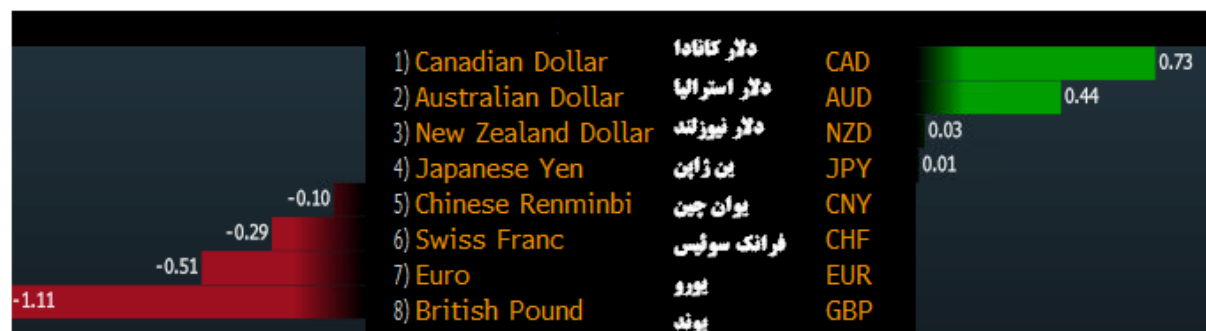 1) Canadian Dollar دلار کانادا CAD 0.73
2) Australian Dollar دلار استرالیا AUD 0.44
3) New Zealand Dollar دلار نیوزلند NZD 0.03
4) Japanese Yen ین ژاپن JPY 0.01
-0.10 5) Chinese Renminbi یوان چین CNY
-0.29 6) Swiss Franc فرانک سوئیس CHF
-0.51 7) Euro یورو EUR
-1.11 8) British Pound پوند GBP